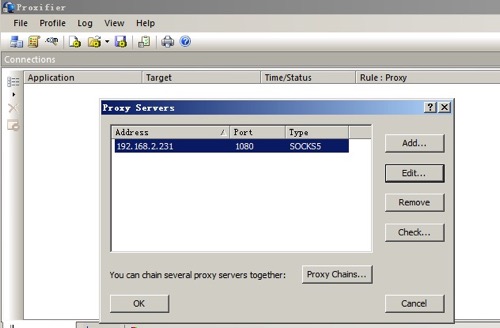 Proxifier
File Profile Log View Help
.com
Connections
Application Target Time/Status Rule : Proxy
Proxy Servers
Address Port Type
192.168.2.231 1080 SOCKS5
Add...
Edit...
Remove
Check...
You can chain several proxy servers together: Proxy Chains...
OK Cancel